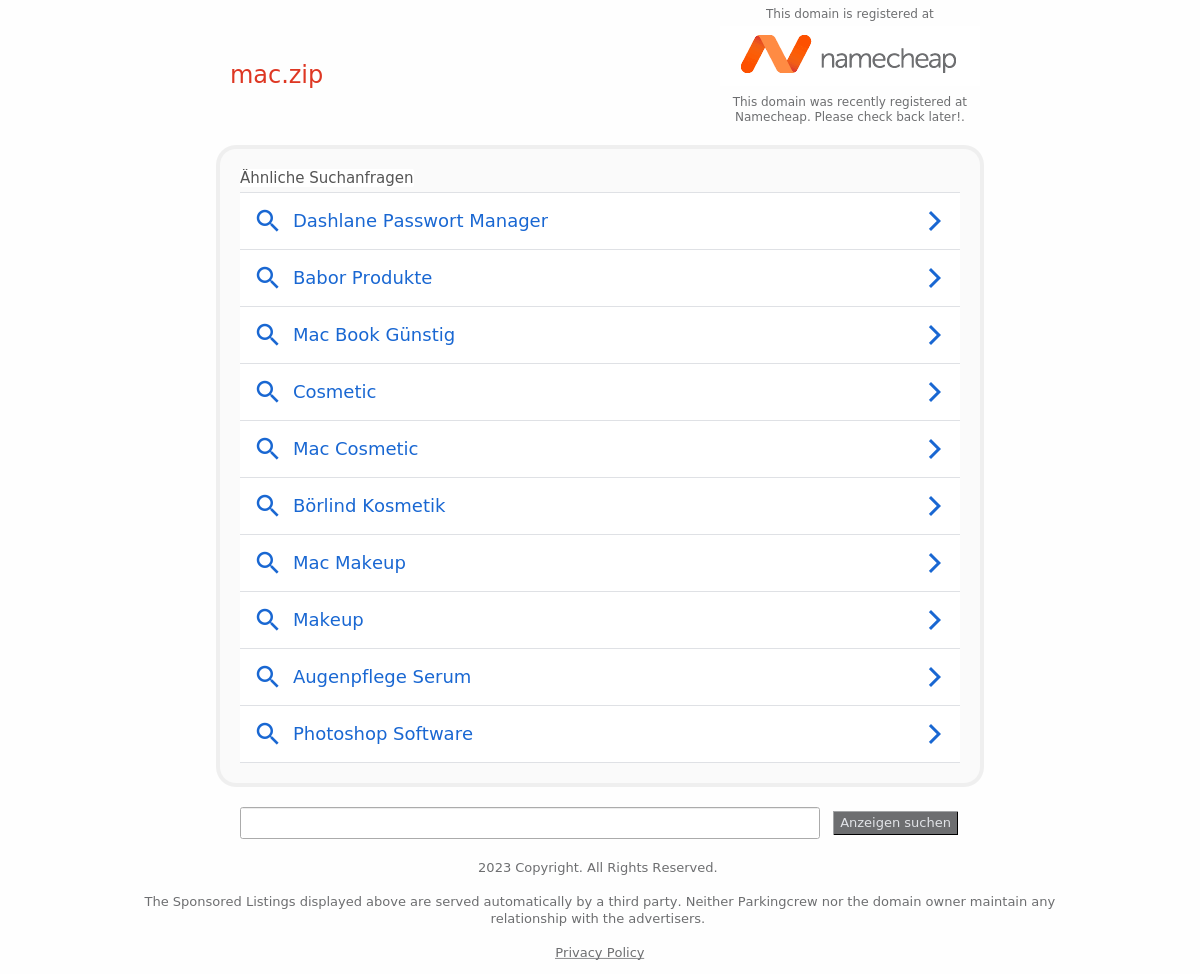 This domain is registered at
namecheap
mac.zip
This domain was recently registered at
Namecheap. Please check back later!.
Ähnliche Suchanfragen
Dashlane Passwort Manager
Babor Produkte
Mac Book Günstig
Cosmetic
Mac Cosmetic
Börlind Kosmetik
Mac Makeup
Makeup
Augenpflege Serum
Photoshop Software
Anzeigen suchen
2023 Copyright. All Rights Reserved.
The Sponsored Listings displayed above are served automatically by a third party. Neither Parkingcrew nor the domain owner maintain any
relationship with the advertisers.
Privacy Policy